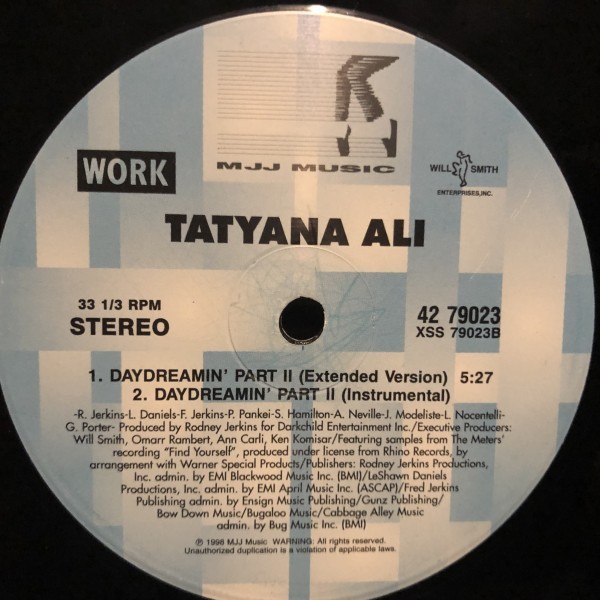 MJJ MUSIC
WORK
WILL SMITH
ENTERPRISES, INC.
TATYANA ALI
33 1/3 RPM
STEREO
42 79023
XSS 79023B
1. DAYDREAMIN' PART II (Extended Version) 5:27
2. DAYDREAMIN' PART II (Instrumental)
-R. Jerkins-L. Daniels-F. Jerkins-P. Pankei-S. Hamilton-A. Neville-J. Modeliste-L. Nocentelli-
G. Porter- Produced by Rodney Jerkins for Darkchild Entertainment Inc./Executive Producers:
Will Smith, Omarr Rambert, Ann Carli, Ken Komisar/Featuring samples from The Meters'
recording "Find Yourself", produced under license from Rhino Records, by
arrangement with Warner Special Products/Publishers: Rodney Jerkins Productions,
Inc. admin. by EMI Blackwood Music Inc. (BMI)/LeShawn Daniels
Productions, Inc. admin. by EMI April Music Inc. (ASCAP)/Fred Jerkins
Publishing admin. by Ensign Music Publishing/Gunz Publishing/
Bow Down Music/Bugaloo Music/Cabbage Alley Music
admin. by Bug Music Inc. (BMI)
℗ 1998 MJJ Music WARNING: All rights reserved.
Unauthorized duplication is a violation of applicable laws.